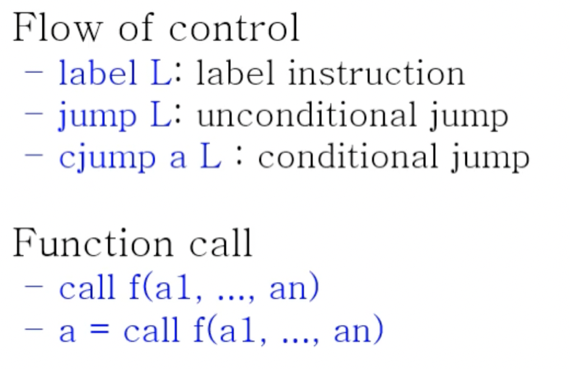 Flow of control
– label L: label instruction
– jump L: unconditional jump
– cjump a L : conditional jump
Function call
– call f(a1, ..., an)
– a = call f(a1, ..., an)